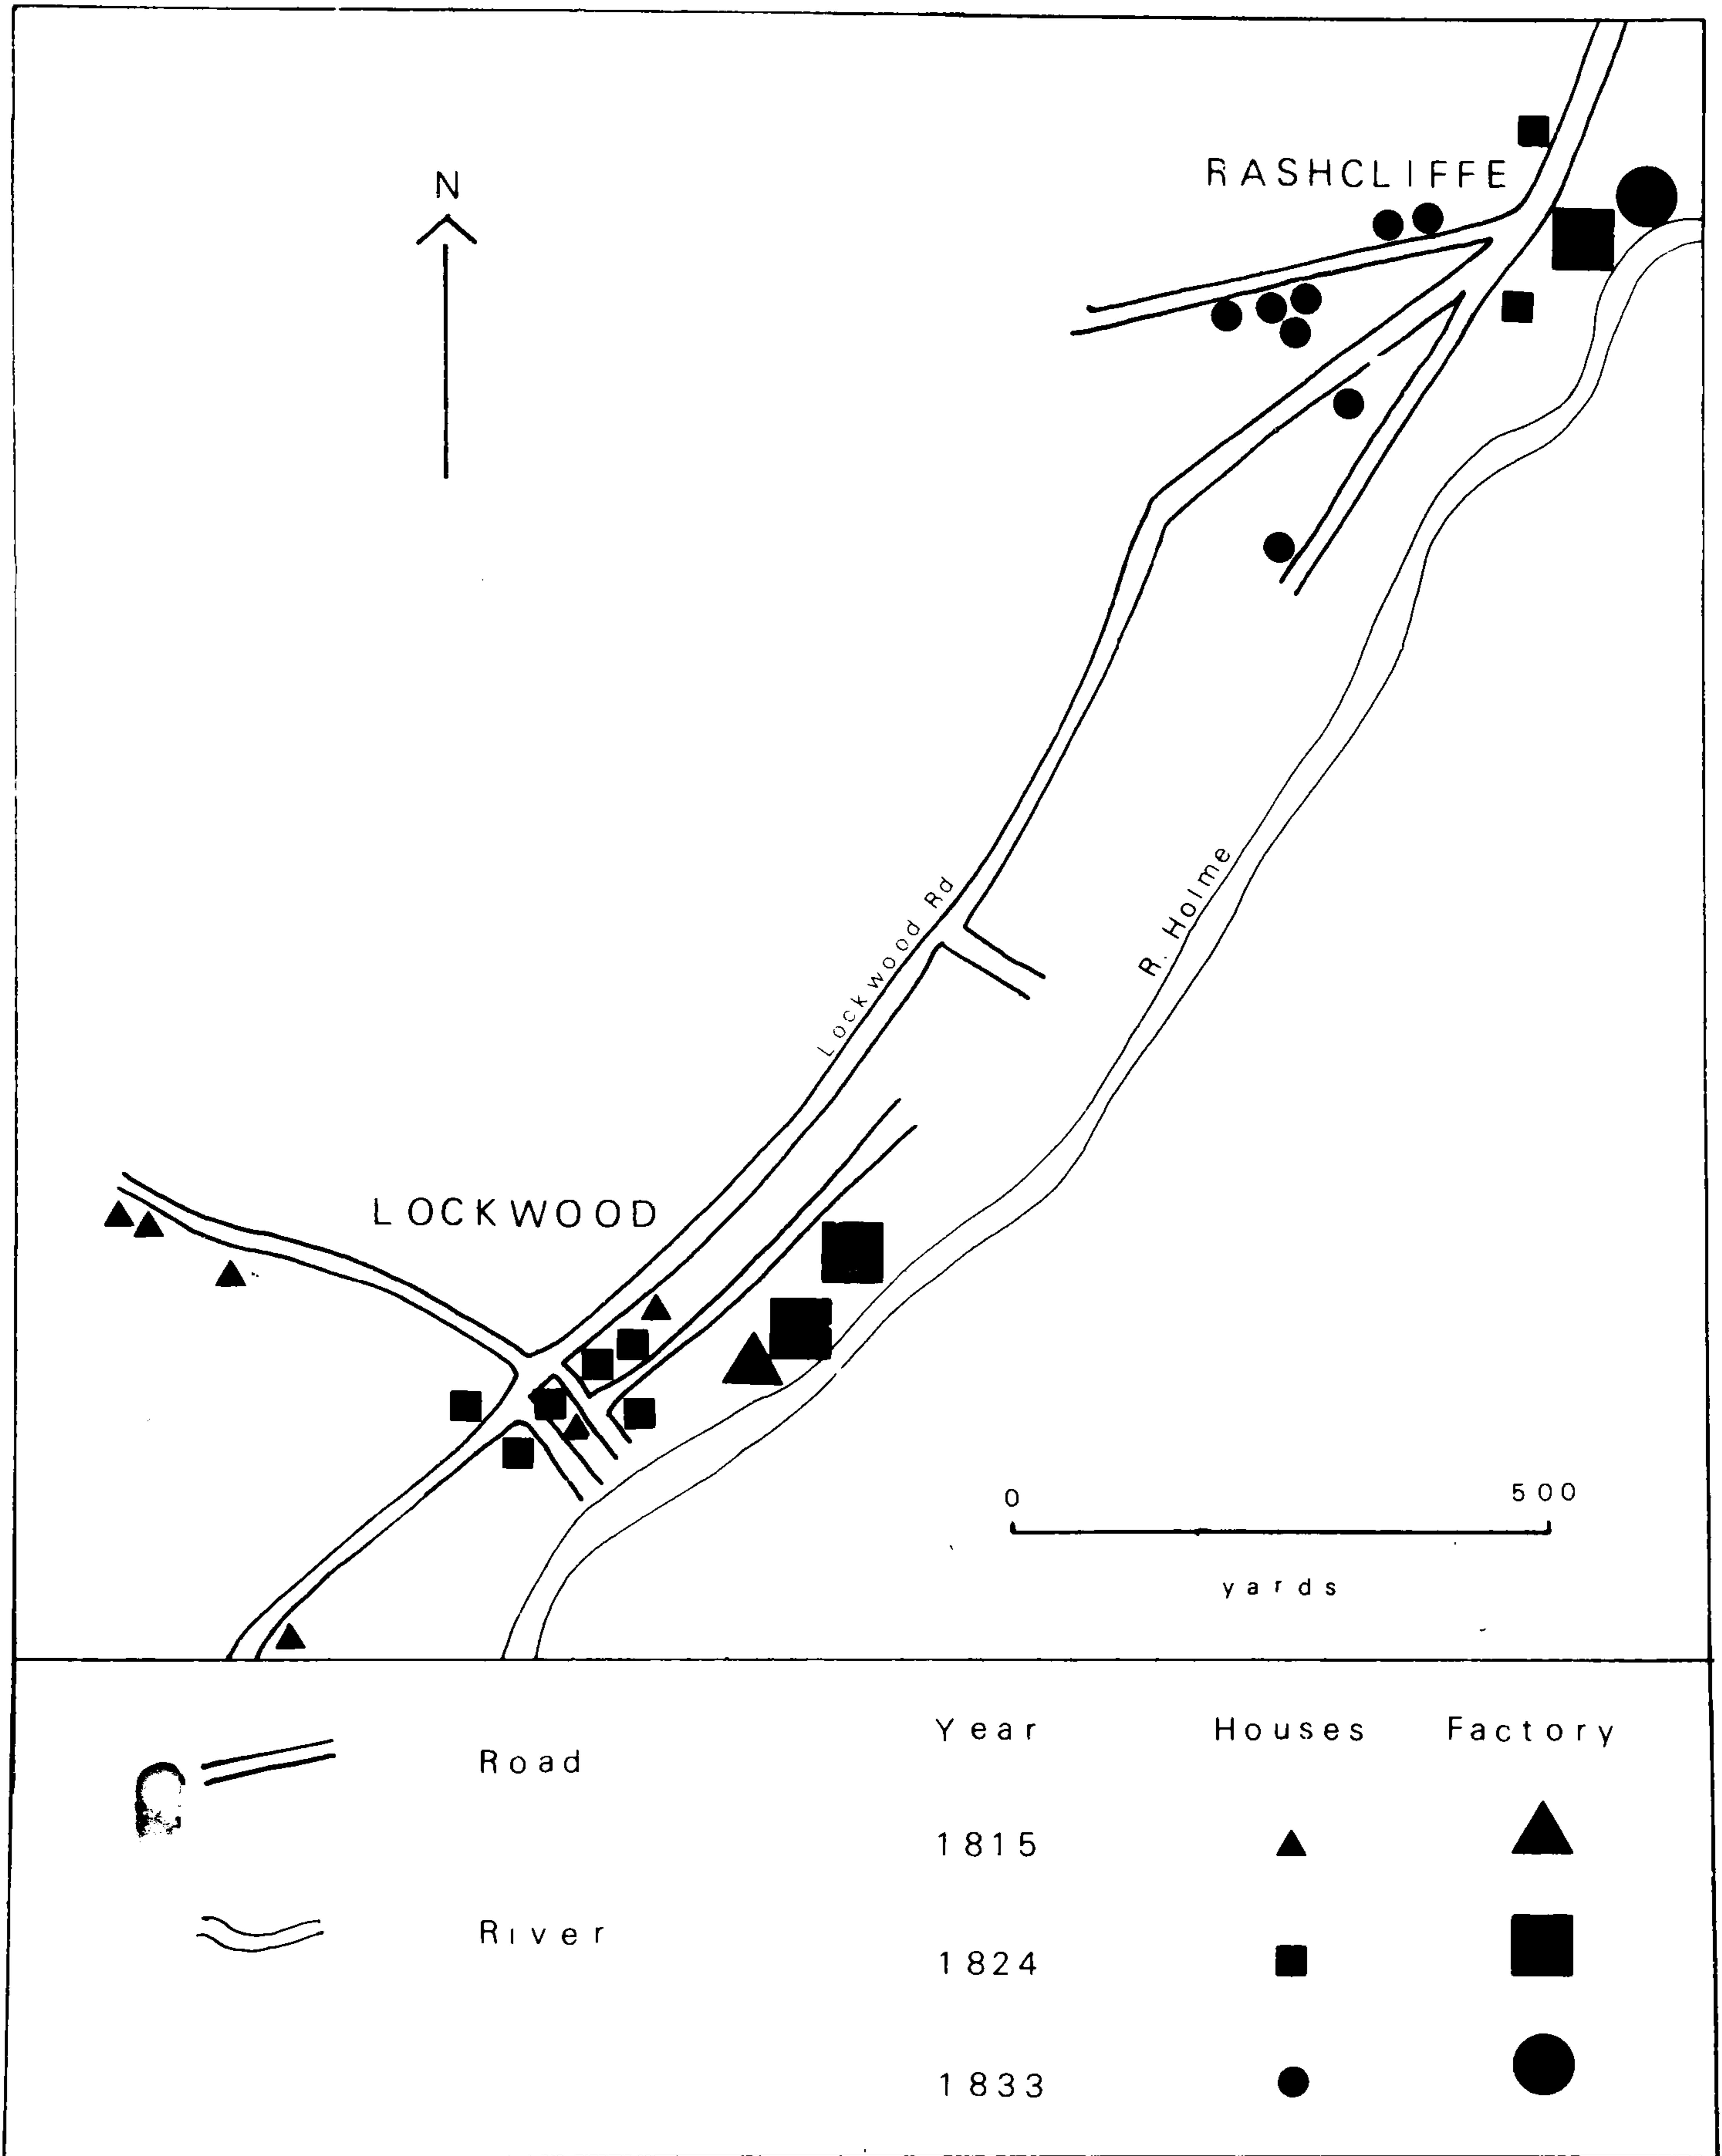 N
RASHCLIFFE
Lockwood Rd
R. Holme
LOCKWOOD
0 500
yards
Year Houses Factory
Road
1815
River
1824
1833